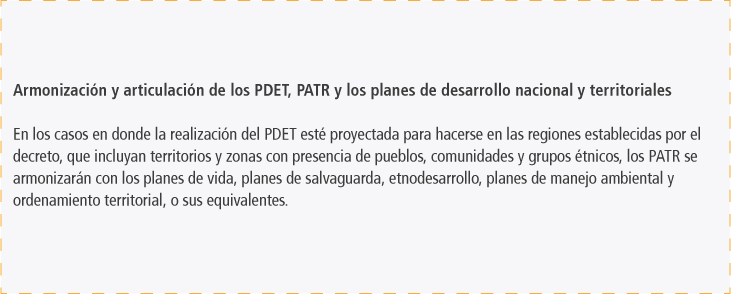 Armonización y articulación de los PDET, PATR y los planes de desarrollo nacional y territoriales
En los casos en donde la realización del PDET esté proyectada para hacerse en las regiones establecidas por el
decreto, que incluyan territorios y zonas con presencia de pueblos, comunidades y grupos étnicos, los PATR se
armonizarán con los planes de vida, planes de salvaguarda, etnodesarrollo, planes de manejo ambiental y
ordenamiento territorial, o sus equivalentes.